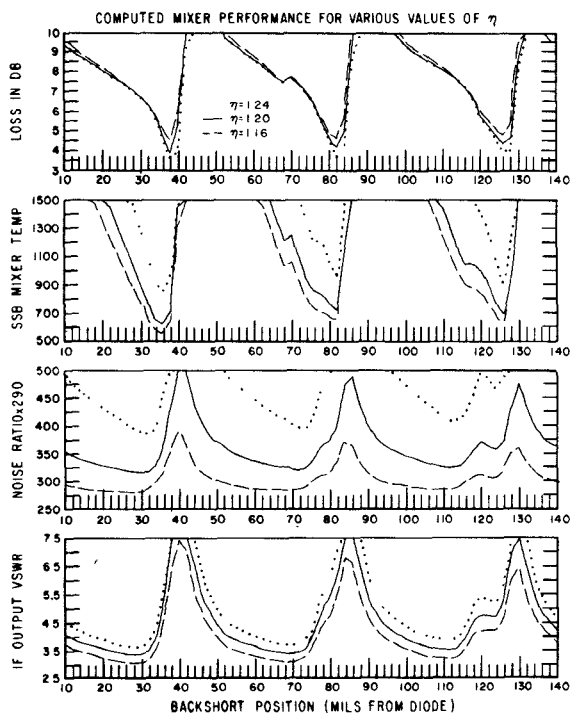 COMPUTED MIXER PERFORMANCE FOR VARIOUS VALUES OF η
LOSS IN DB
10
9
8
7
6
5
4
3
η=1.24
η=1.20
η=1.16
10 20 30 40 50 60 70 80 90 100 110 120 130 140
SSB MIXER TEMP
1500
1300
1100
900
700
500
10 20 30 40 50 60 70 80 90 100 110 120 130 140
NOISE RATIO×290
500
450
400
350
300
250
10 20 30 40 50 60 70 80 90 100 110 120 130 140
IF OUTPUT VSWR
7.5
6.5
5.5
4.5
3.5
2.5
10 20 30 40 50 60 70 80 90 100 110 120 130 140
BACKSHORT POSITION (MILS FROM DIODE)